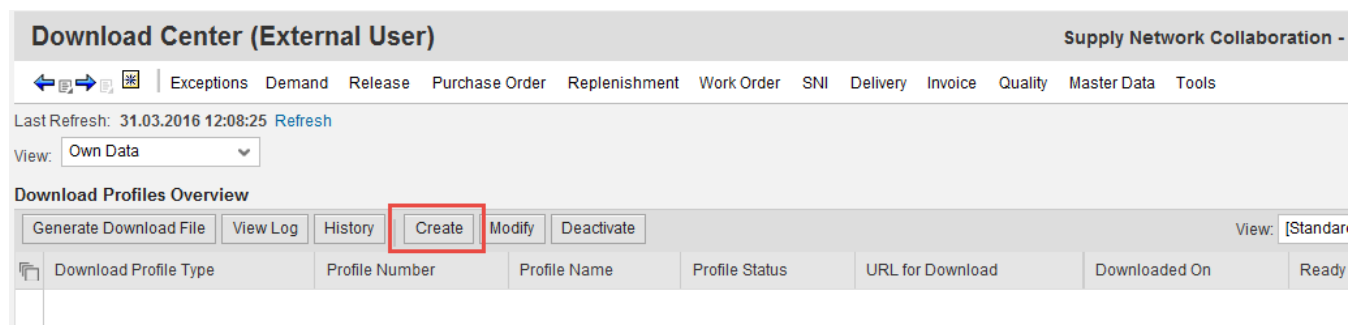 Download Center (External User) Supply Network Collaboration -
Exceptions Demand Release Purchase Order Replenishment Work Order SNI Delivery Invoice Quality Master Data Tools
Last Refresh: 31.03.2016 12:08:25 Refresh
View: Own Data
Download Profiles Overview
Generate Download File View Log History Create Modify Deactivate View: [Standar
Download Profile Type Profile Number Profile Name Profile Status URL for Download Downloaded On Ready